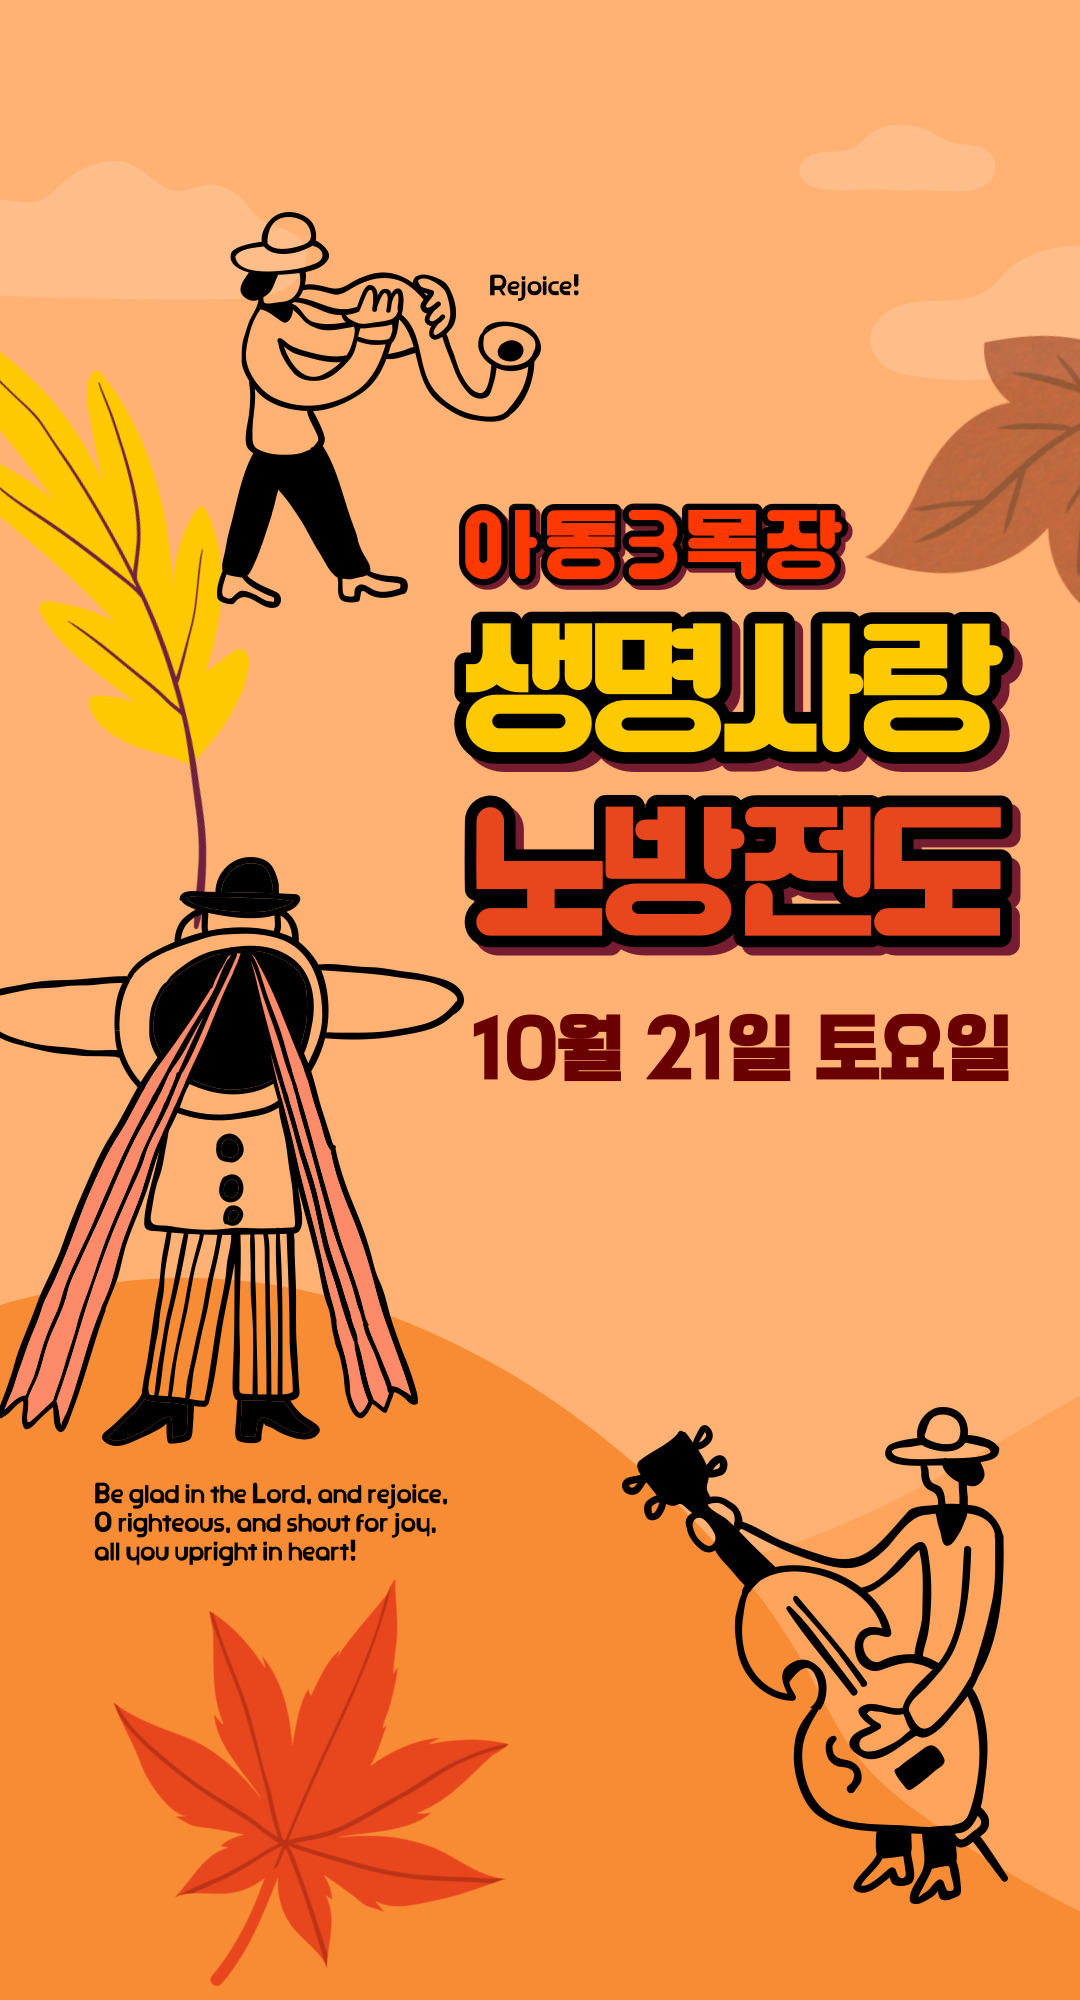 Rejoice!
아동3목장
생명사랑
노방전도
10월 21일 토요일
Be glad in the Lord, and rejoice,
O righteous, and shout for joy,
all you upright in heart!